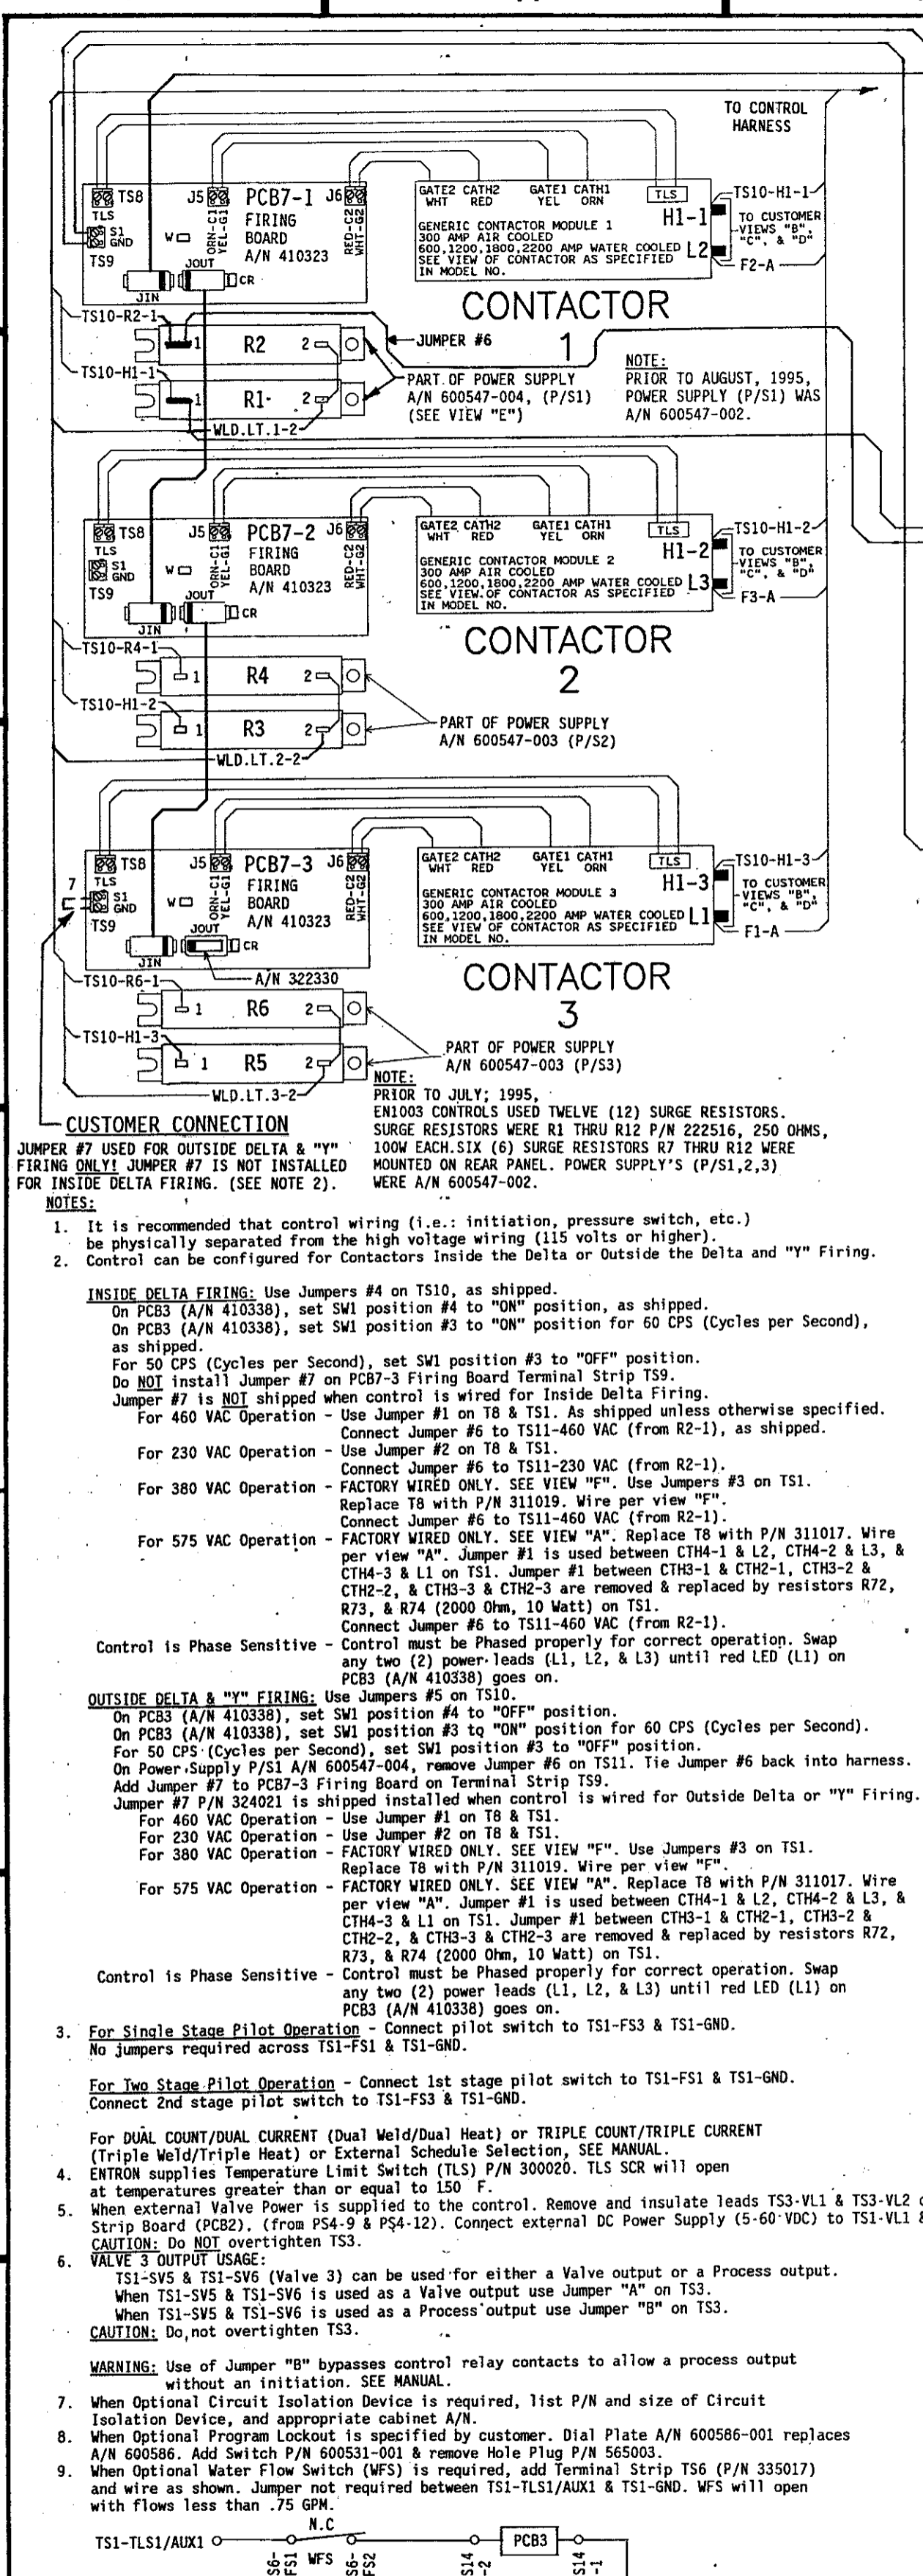 TO CONTROL
HARNESS
TS8
TLS
S1
GND
TS9
J5
ORN-C1
YEL-G1
PCB7-1
FIRING
BOARD
A/N 410323
J6
RED-C2
WHT-G2
W
JOUT
CR
JIN
GATE2 CATH2 GATE1 CATH1
WHT RED YEL ORN
TLS
GENERIC CONTACTOR MODULE 1
300 AMP AIR COOLED
600,1200,1800,2200 AMP WATER COOLED
SEE VIEW OF CONTACTOR AS SPECIFIED
IN MODEL NO.
H1-1
L2
TS10-H1-1
TO CUSTOMER
VIEWS "B",
"C", & "D"
F2-A
CONTACTOR
1
TS10-R2-1
1 R2 2
JUMPER #6
TS10-H1-1
1 R1 2
WLD.LT.1-2
PART OF POWER SUPPLY
A/N 600547-004, (P/S1)
(SEE VIEW "E")
NOTE:
PRIOR TO AUGUST, 1995,
POWER SUPPLY (P/S1) WAS
A/N 600547-002.
TS8
TLS
S1
GND
TS9
J5
ORN-C1
YEL-G1
PCB7-2
FIRING
BOARD
A/N 410323
J6
RED-C2
WHT-G2
W
JOUT
CR
JIN
GATE2 CATH2 GATE1 CATH1
WHT RED YEL ORN
TLS
GENERIC CONTACTOR MODULE 2
300 AMP AIR COOLED
600,1200,1800,2200 AMP WATER COOLED
SEE VIEW OF CONTACTOR AS SPECIFIED
IN MODEL NO.
H1-2
L3
TS10-H1-2
TO CUSTOMER
VIEWS "B",
"C", & "D"
F3-A
CONTACTOR
2
TS10-R4-1
1 R4 2
TS10-H1-2
1 R3 2
WLD.LT.2-2
PART OF POWER SUPPLY
A/N 600547-003 (P/S2)
TS8
TLS
7
S1
GND
TS9
J5
ORN-C1
YEL-G1
PCB7-3
FIRING
BOARD
A/N 410323
J6
RED-C2
WHT-G2
W
JOUT
CR
JIN
A/N 322330
GATE2 CATH2 GATE1 CATH1
WHT RED YEL ORN
TLS
GENERIC CONTACTOR MODULE 3
300 AMP AIR COOLED
600,1200,1800,2200 AMP WATER COOLED
SEE VIEW OF CONTACTOR AS SPECIFIED
IN MODEL NO.
H1-3
L1
TS10-H1-3
TO CUSTOMER
VIEWS "B",
"C", & "D"
F1-A
CONTACTOR
3
TS10-R6-1
1 R6 2
TS10-H1-3
1 R5 2
WLD.LT.3-2
PART OF POWER SUPPLY
A/N 600547-003 (P/S3)
CUSTOMER CONNECTION
JUMPER #7 USED FOR OUTSIDE DELTA & "Y"
FIRING ONLY! JUMPER #7 IS NOT INSTALLED
FOR INSIDE DELTA FIRING. (SEE NOTE 2).
NOTE:
PRIOR TO JULY; 1995,
EN1003 CONTROLS USED TWELVE (12) SURGE RESISTORS.
SURGE RESISTORS WERE R1 THRU R12 P/N 222516, 250 OHMS,
100W EACH.SIX (6) SURGE RESISTORS R7 THRU R12 WERE
MOUNTED ON REAR PANEL. POWER SUPPLY'S (P/S1,2,3)
WERE A/N 600547-002.
NOTES:
1. It is recommended that control wiring (i.e.: initiation, pressure switch, etc.)
be physically separated from the high voltage wiring (115 volts or higher).
2. Control can be configured for Contactors Inside the Delta or Outside the Delta and "Y" Firing.
INSIDE DELTA FIRING: Use Jumpers #4 on TS10, as shipped.
On PCB3 (A/N 410338), set SW1 position #4 to "ON" position, as shipped.
On PCB3 (A/N 410338), set SW1 position #3 to "ON" position for 60 CPS (Cycles per Second),
as shipped.
For 50 CPS (Cycles per Second), set SW1 position #3 to "OFF" position.
Do NOT install Jumper #7 on PCB7-3 Firing Board Terminal Strip TS9.
Jumper #7 is NOT shipped when control is wired for Inside Delta Firing.
For 460 VAC Operation - Use Jumper #1 on T8 & TS1. As shipped unless otherwise specified.
Connect Jumper #6 to TS11-460 VAC (from R2-1), as shipped.
For 230 VAC Operation - Use Jumper #2 on T8 & TS1.
Connect Jumper #6 to TS11-230 VAC (from R2-1).
For 380 VAC Operation - FACTORY WIRED ONLY. SEE VIEW "F". Use Jumpers #3 on TS1.
Replace T8 with P/N 311019. Wire per view "F".
Connect Jumper #6 to TS11-460 VAC (from R2-1).
For 575 VAC Operation - FACTORY WIRED ONLY. SEE VIEW "A". Replace T8 with P/N 311017. Wire
per view "A". Jumper #1 is used between CTH4-1 & L2, CTH4-2 & L3, &
CTH4-3 & L1 on TS1. Jumper #1 between CTH3-1 & CTH2-1, CTH3-2 &
CTH2-2, & CTH3-3 & CTH2-3 are removed & replaced by resistors R72,
R73, & R74 (2000 Ohm, 10 Watt) on TS1.
Connect Jumper #6 to TS11-460 VAC (from R2-1).
Control is Phase Sensitive - Control must be Phased properly for correct operation. Swap
any two (2) power leads (L1, L2, & L3) until red LED (L1) on
PCB3 (A/N 410338) goes on.
OUTSIDE DELTA & "Y" FIRING: Use Jumpers #5 on TS10.
On PCB3 (A/N 410338), set SW1 position #4 to "OFF" position.
On PCB3 (A/N 410338), set SW1 position #3 to "ON" position for 60 CPS (Cycles per Second).
For 50 CPS (Cycles per Second), set SW1 position #3 to "OFF" position.
On Power Supply P/S1 A/N 600547-004, remove Jumper #6 on TS11. Tie Jumper #6 back into harness.
Add Jumper #7 to PCB7-3 Firing Board on Terminal Strip TS9.
Jumper #7 P/N 324021 is shipped installed when control is wired for Outside Delta or "Y" Firing.
For 460 VAC Operation - Use Jumper #1 on T8 & TS1.
For 230 VAC Operation - Use Jumper #2 on T8 & TS1.
For 380 VAC Operation - FACTORY WIRED ONLY. SEE VIEW "F". Use Jumpers #3 on TS1.
Replace T8 with P/N 311019. Wire per view "F".
For 575 VAC Operation - FACTORY WIRED ONLY. SEE VIEW "A". Replace T8 with P/N 311017. Wire
per view "A". Jumper #1 is used between CTH4-1 & L2, CTH4-2 & L3, &
CTH4-3 & L1 on TS1. Jumper #1 between CTH3-1 & CTH2-1, CTH3-2 &
CTH2-2, & CTH3-3 & CTH2-3 are removed & replaced by resistors R72,
R73, & R74 (2000 Ohm, 10 Watt) on TS1.
Control is Phase Sensitive - Control must be Phased properly for correct operation. Swap
any two (2) power leads (L1, L2, & L3) until red LED (L1) on
PCB3 (A/N 410338) goes on.
3. For Single Stage Pilot Operation - Connect pilot switch to TS1-FS3 & TS1-GND.
No jumpers required across TS1-FS1 & TS1-GND.
For Two Stage Pilot Operation - Connect 1st stage pilot switch to TS1-FS1 & TS1-GND.
Connect 2nd stage pilot switch to TS1-FS3 & TS1-GND.
For DUAL COUNT/DUAL CURRENT (Dual Weld/Dual Heat) or TRIPLE COUNT/TRIPLE CURRENT
(Triple Weld/Triple Heat) or External Schedule Selection, SEE MANUAL.
4. ENTRON supplies Temperature Limit Switch (TLS) P/N 300020. TLS SCR will open
at temperatures greater than or equal to 150 F.
5. When external Valve Power is supplied to the control. Remove and insulate leads TS3-VL1 & TS3-VL2
Strip Board (PCB2), (from PS4-9 & PS4-12). Connect external DC Power Supply (5-60 VDC) to TS1-VL1 &
CAUTION: Do NOT overtighten TS3.
6. VALVE 3 OUTPUT USAGE:
TS1-SV5 & TS1-SV6 (Valve 3) can be used for either a Valve output or a Process output.
When TS1-SV5 & TS1-SV6 is used as a Valve output use Jumper "A" on TS3.
When TS1-SV5 & TS1-SV6 is used as a Process output use Jumper "B" on TS3.
CAUTION: Do not overtighten TS3.
WARNING: Use of Jumper "B" bypasses control relay contacts to allow a process output
without an initiation. SEE MANUAL.
7. When Optional Circuit Isolation Device is required, list P/N and size of Circuit
Isolation Device, and appropriate cabinet A/N.
8. When Optional Program Lockout is specified by customer. Dial Plate A/N 600586-001 replaces
A/N 600586. Add Switch P/N 600531-001 & remove Hole Plug P/N 565003.
9. When Optional Water Flow Switch (WFS) is required, add Terminal Strip TS6 (P/N 335017)
and wire as shown. Jumper not required between TS1-TLS1/AUX1 & TS1-GND. WFS will open
with flows less than .75 GPM.
N.C
TS1-TLS1/AUX1
WFS
PCB3